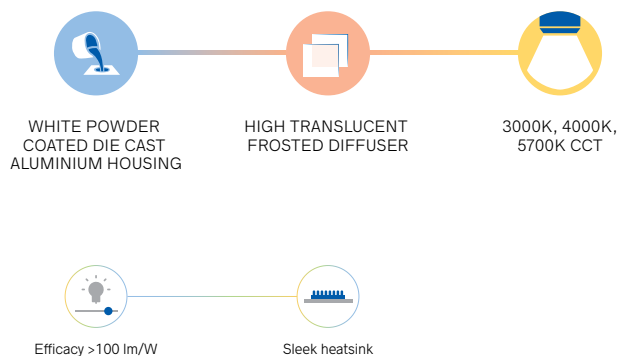 WHITE POWDER
COATED DIE CAST
ALUMINIUM HOUSING
HIGH TRANSLUCENT
FROSTED DIFFUSER
3000K, 4000K,
5700K CCT
Efficacy >100 lm/W
Sleek heatsink